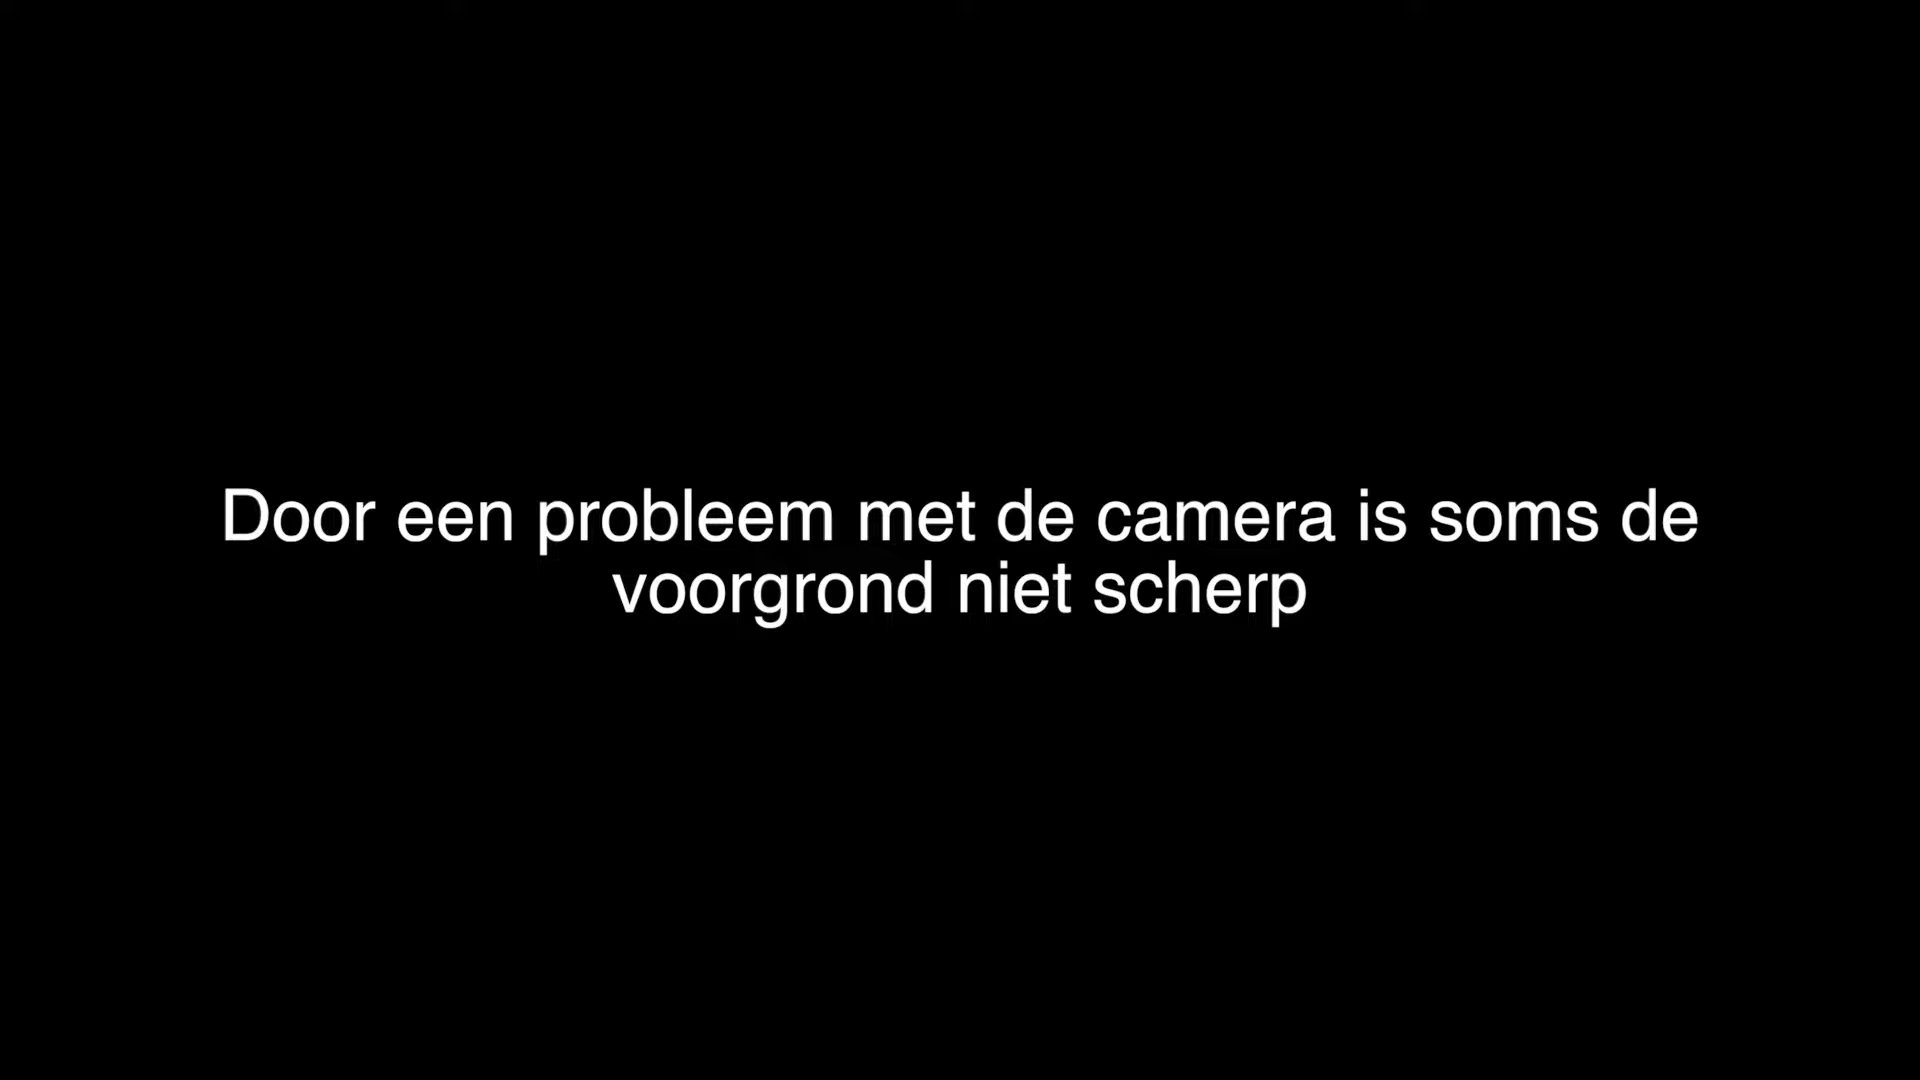 Door een probleem met de camera is soms de
voorgrond niet scherp